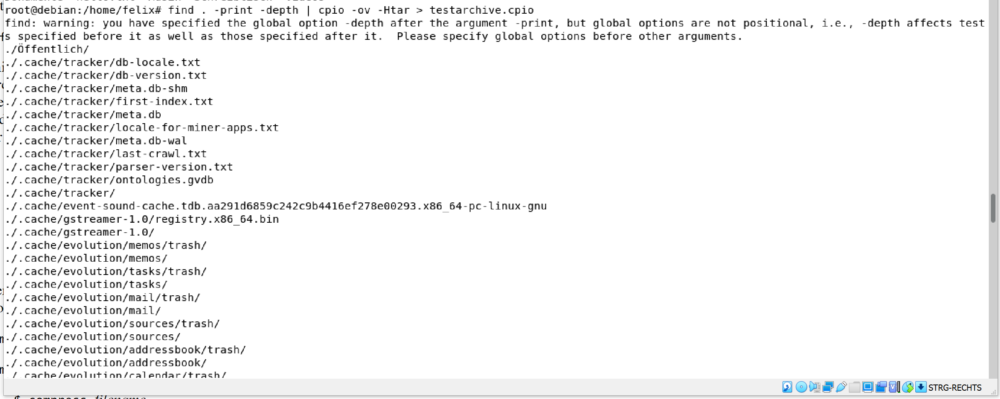 root@debian:/home/felix# find . -print -depth | cpio -ov -Htar > testarchive.cpio
find: warning: you have specified the global option -depth after the argument -print, but global options are not positional, i.e., -depth affects test
s specified before it as well as those specified after it.  Please specify global options before other arguments.
./Öffentlich/
./.cache/tracker/db-locale.txt
./.cache/tracker/db-version.txt
./.cache/tracker/meta.db-shm
./.cache/tracker/first-index.txt
./.cache/tracker/meta.db
./.cache/tracker/locale-for-miner-apps.txt
./.cache/tracker/meta.db-wal
./.cache/tracker/last-crawl.txt
./.cache/tracker/parser-version.txt
./.cache/tracker/ontologies.gvdb
./.cache/tracker/
./.cache/event-sound-cache.tdb.aa291d6859c242c9b4416ef278e00293.x86_64-pc-linux-gnu
./.cache/gstreamer-1.0/registry.x86_64.bin
./.cache/gstreamer-1.0/
./.cache/evolution/memos/trash/
./.cache/evolution/memos/
./.cache/evolution/tasks/trash/
./.cache/evolution/tasks/
./.cache/evolution/mail/trash/
./.cache/evolution/mail/
./.cache/evolution/sources/trash/
./.cache/evolution/sources/
./.cache/evolution/addressbook/trash/
./.cache/evolution/addressbook/
./.cache/evolution/calendar/trash/
STRG-RECHTS